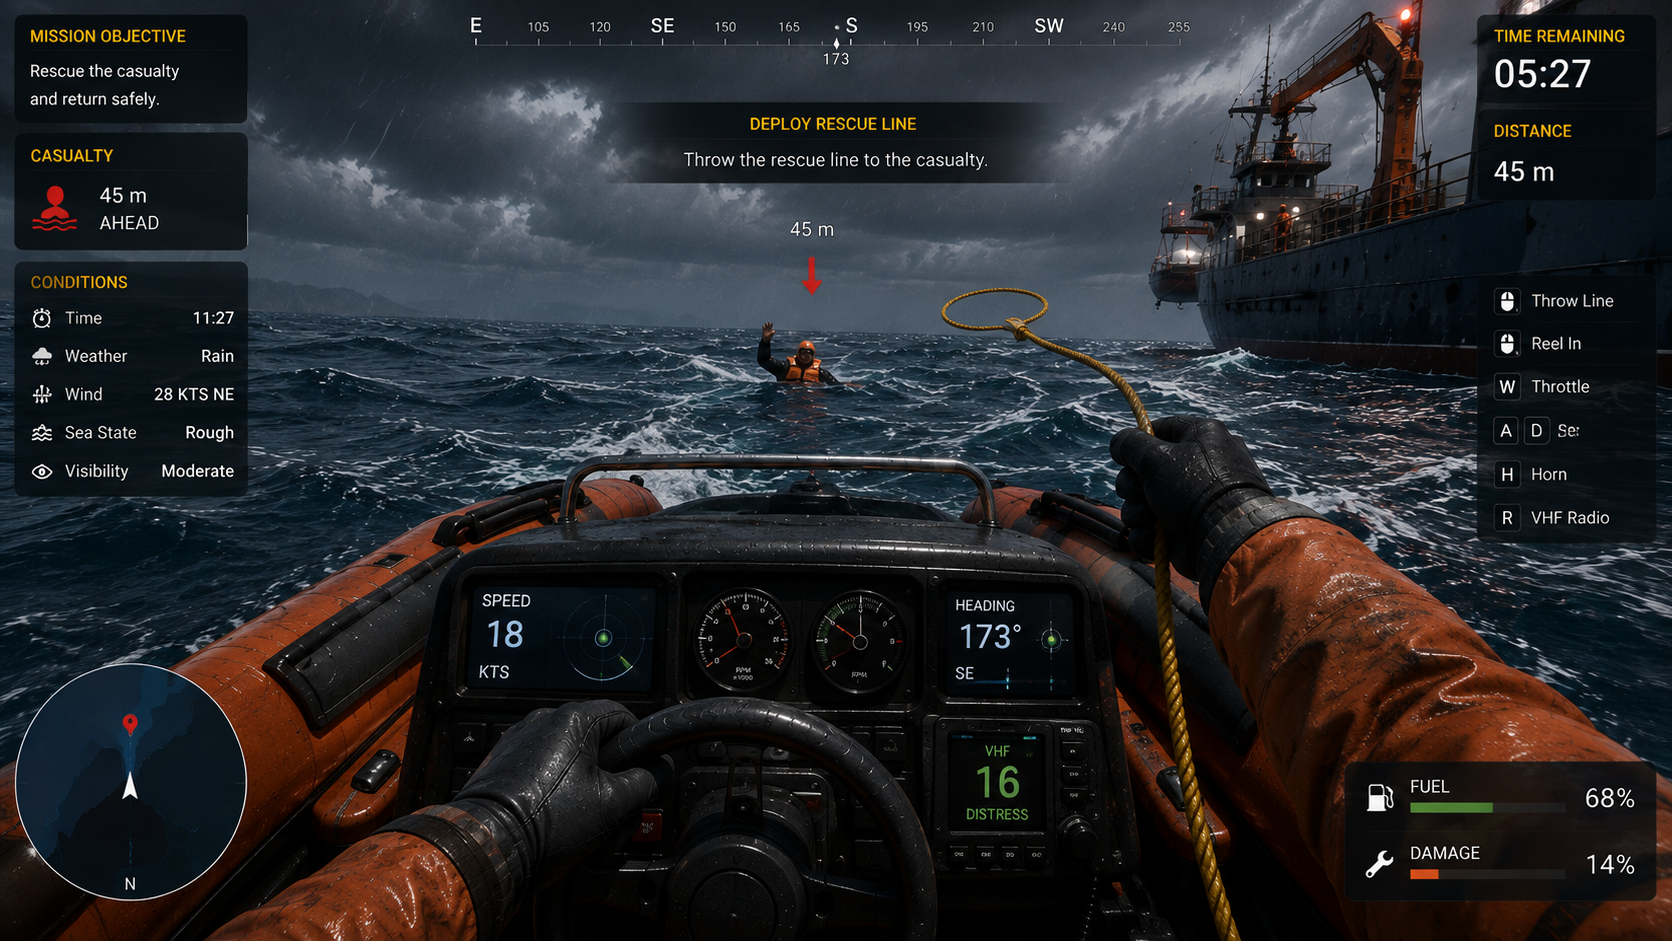 MISSION OBJECTIVE
Rescue the casualty
and return safely.
CASUALTY
45 m
AHEAD
CONDITIONS
Time 11:27
Weather Rain
Wind 28 KTS NE
Sea State Rough
Visibility Moderate
E 105 120 SE 150 165 S 195 210 SW 240 255
173
DEPLOY RESCUE LINE
Throw the rescue line to the casualty.
45 m
TIME REMAINING
05:27
DISTANCE
45 m
Throw Line
Reel In
W Throttle
A D
H Horn
R VHF Radio
SPEED
18
KTS
RPM
x1000
RPM
HEADING
173°
SE
VHF
16
DISTRESS
N
FUEL 68%
DAMAGE 14%